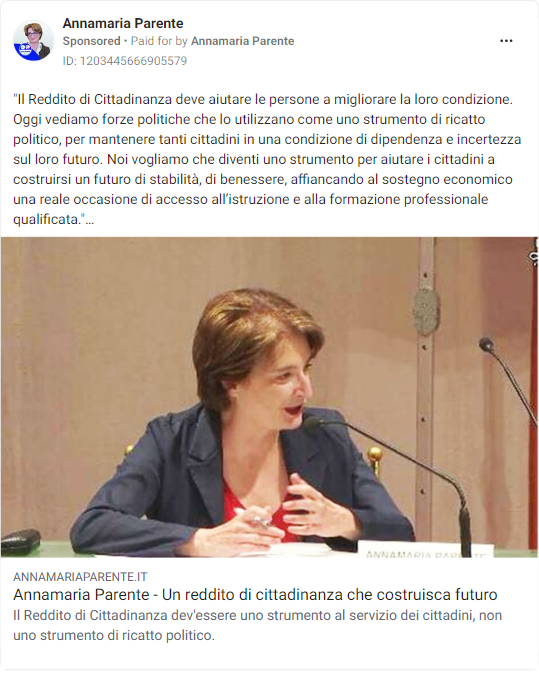 Annamaria Parente
Sponsored • Paid for by Annamaria Parente
ID: 1203445666905579
"Il Reddito di Cittadinanza deve aiutare le persone a migliorare la loro condizione.
Oggi vediamo forze politiche che lo utilizzano come uno strumento di ricatto
politico, per mantenere tanti cittadini in una condizione di dipendenza e incertezza
sul loro futuro. Noi vogliamo che diventi uno strumento per aiutare i cittadini a
costruirsi un futuro di stabilità, di benessere, affiancando al sostegno economico
una reale occasione di accesso all'istruzione e alla formazione professionale
qualificata."...
ANNAMARIA PARENTE
ANNAMARIAPARENTE.IT
Annamaria Parente - Un reddito di cittadinanza che costruisca futuro
Il Reddito di Cittadinanza dev'essere uno strumento al servizio dei cittadini, non
uno strumento di ricatto politico.